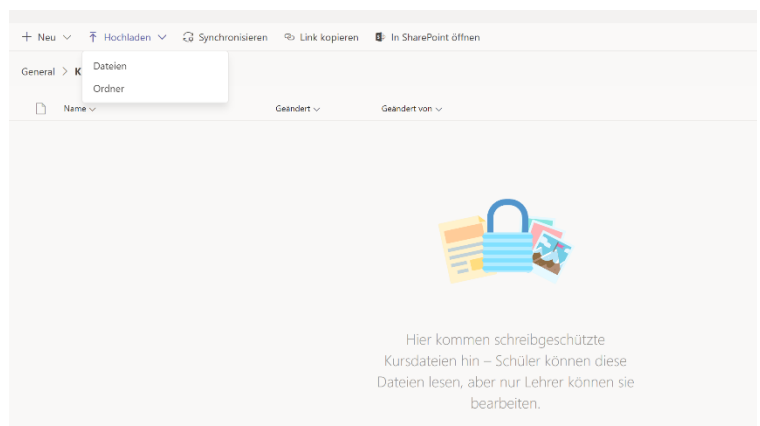 Neu Hochladen Synchronisieren Link kopieren In SharePoint öffnen
General > K
Dateien
Ordner
Name Geändert Geändert von
Hier kommen schreibgeschützte
Kursdateien hin – Schüler können diese
Dateien lesen, aber nur Lehrer können sie
bearbeiten.